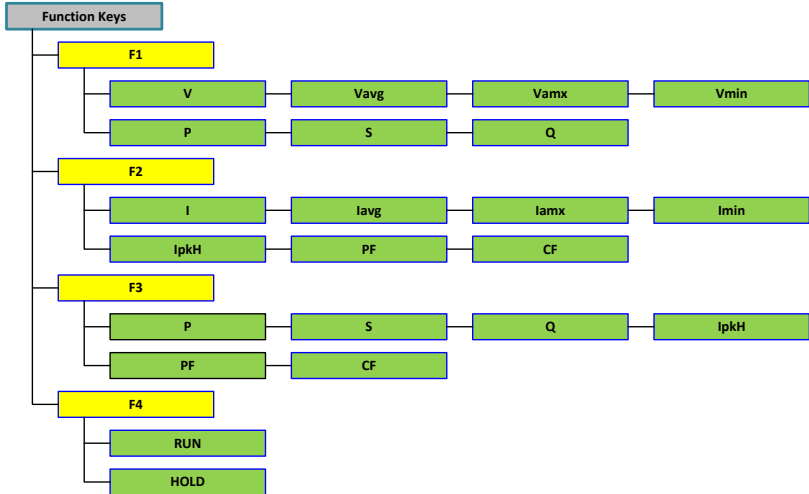 Function Keys
F1
V Vavg Vamx Vmin
P S Q
F2
I Iavg Iamx Imin
IpkH PF CF
F3
P S Q IpkH
PF CF
F4
RUN
HOLD